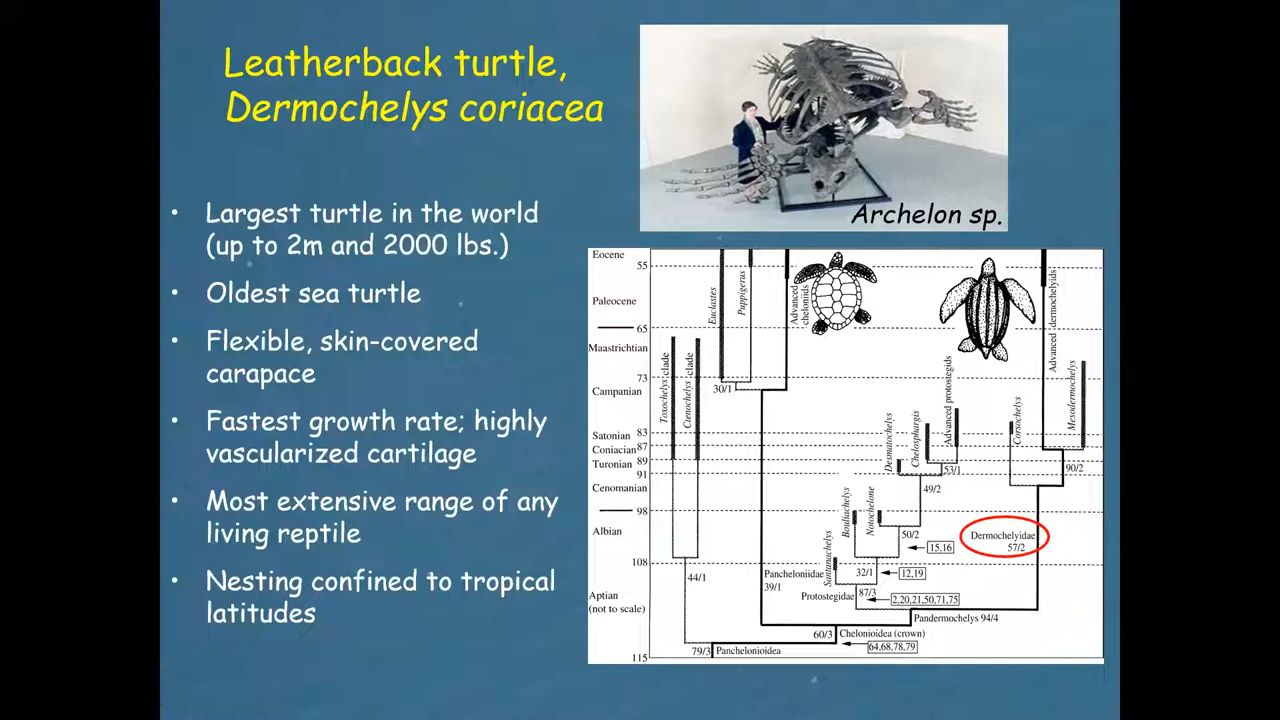 Leatherback turtle,
Dermochelys coriacea
Archelon sp.
• Largest turtle in the world
(up to 2m and 2000 lbs.)
• Oldest sea turtle
• Flexible, skin-covered
carapace
• Fastest growth rate; highly
vascularized cartilage
• Most extensive range of any
living reptile
• Nesting confined to tropical
latitudes
Eocene
55
Paleocene
65
Maastrichtian
73
Campanian
83
Satonian
87
Coniacian
89
Turonian
91
Cenomanian
98
Albian
108
Aptian
(not to scale)
115
Toxochelys clade
Ctenochelys clade
Euclastes
Puppigerus
Advanced
cheloniids
30/1
Santanachelys
Bouliachelys
Notochelone
Desmatochelys
Chelosphargis
Advanced protostegids
Corsochelys
Advanced dermochelyids
Mesodermochelys
53/1
90/2
49/2
50/2
15,16
Dermochelyidae
57/2
32/1
12,19
44/1
Pancheloniidae
39/1
Protostegidae
87/3
2,20,21,50,71,75
Pandermochelys 94/4
60/3
Chelonioidea (crown)
64,68,78,79
79/3
Panchelonioidea